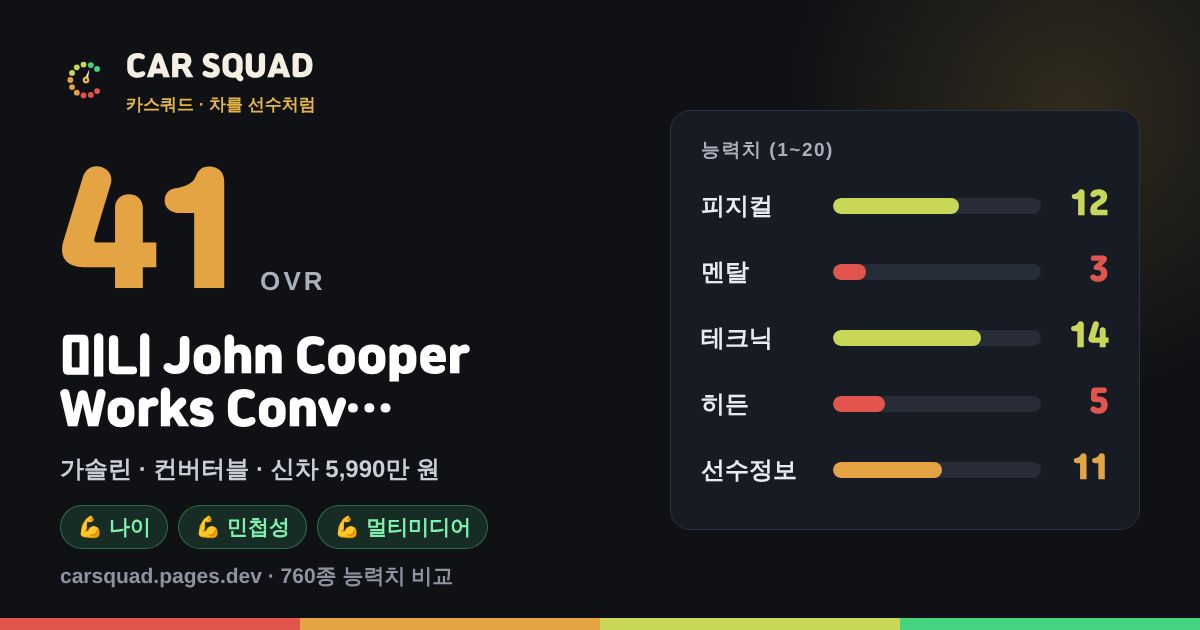 CAR SQUAD
카스쿼드 · 차를 선수처럼
41 OVR
미니 John Cooper
Works Conv…
가솔린 · 컨버터블 · 신차 5,990만 원
💪 나이 💪 민첩성 💪 멀티미디어
carsquad.pages.dev · 760종 능력치 비교
능력치 (1~20)
피지컬 12
멘탈 3
테크닉 14
히든 5
선수정보 11